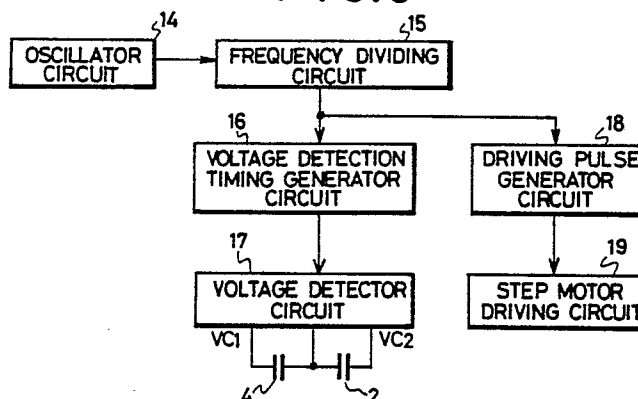 14
OSCILLATOR
CIRCUIT
15
FREQUENCY DIVIDING
CIRCUIT
16
VOLTAGE DETECTION
TIMING GENERATOR
CIRCUIT
18
DRIVING PULSE
GENERATOR
CIRCUIT
17
VOLTAGE DETECTOR
CIRCUIT
19
STEP MOTOR
DRIVING CIRCUIT
VC1
VC2
4
2